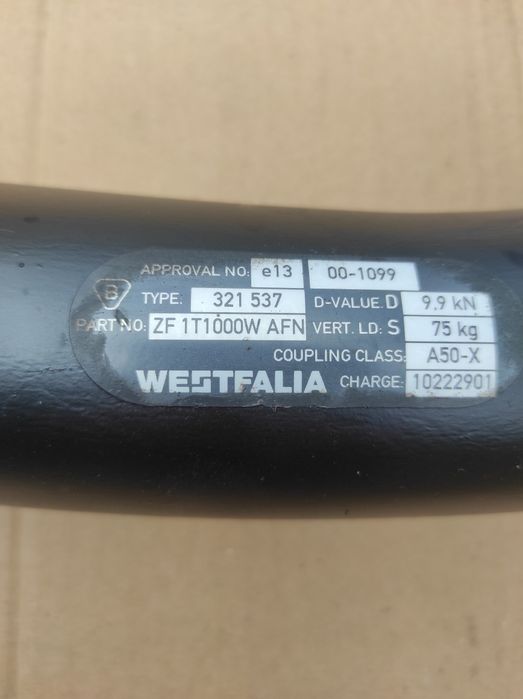 APPROVAL NO: e13 00-1099
B TYPE. 321 537 D-VALUE. D 9,9 kN
PART NO: ZF 1T1000W AFN VERT. LD: S 75 kg
COUPLING CLASS: A50-X
WESTFALIA CHARGE: 10222901